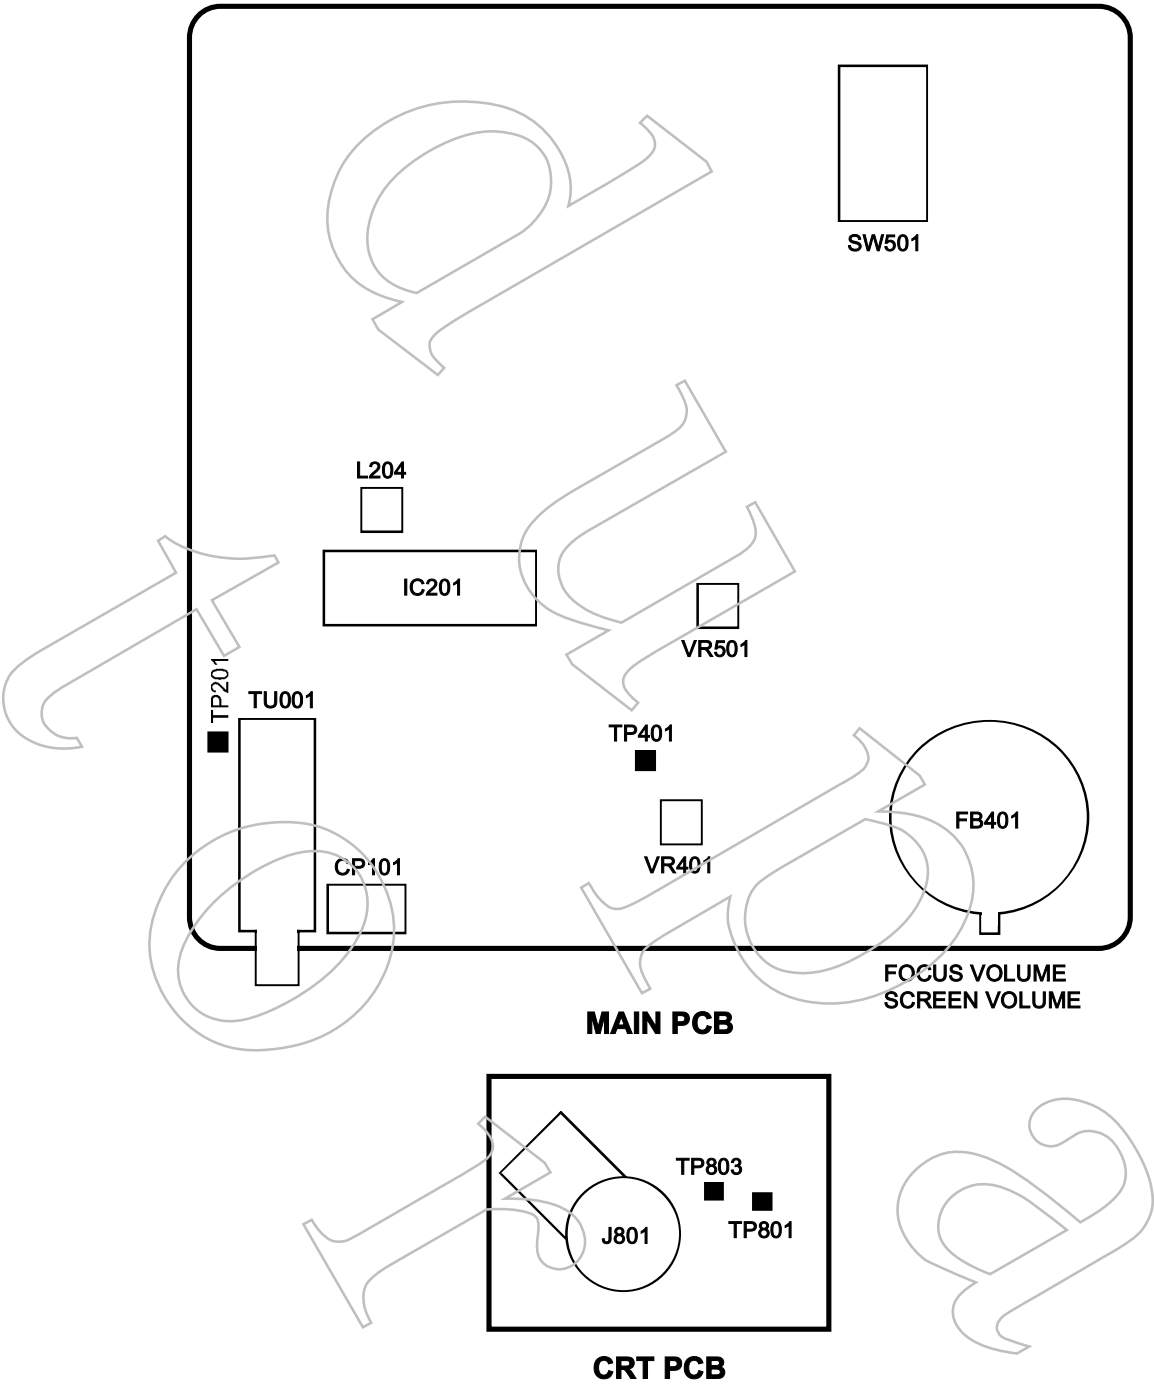 SW501
L204
IC201
VR501
TP201
TU001
TP401
FB401
CP101
VR401
FOCUS VOLUME
SCREEN VOLUME
MAIN PCB
TP803
J801
TP801
CRT PCB